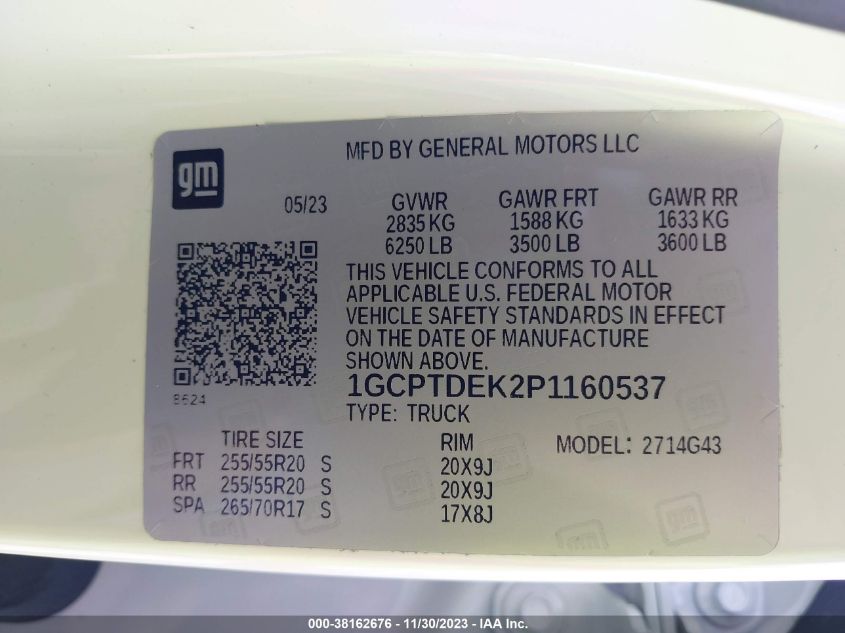 gm
MFD BY GENERAL MOTORS LLC
05/23
GVWR GAWR FRT GAWR RR
2835 KG 1588 KG 1633 KG
6250 LB 3500 LB 3600 LB
THIS VEHICLE CONFORMS TO ALL
APPLICABLE U.S. FEDERAL MOTOR
VEHICLE SAFETY STANDARDS IN EFFECT
ON THE DATE OF MANUFACTURE
SHOWN ABOVE.
8624
1GCPTDEK2P1160537
TYPE: TRUCK
TIRE SIZE RIM MODEL: 2714G43
FRT 255/55R20 S 20X9J
RR 255/55R20 S 20X9J
SPA 265/70R17 S 17X8J
000-38162676 - 11/30/2023 - © IAA, Inc.